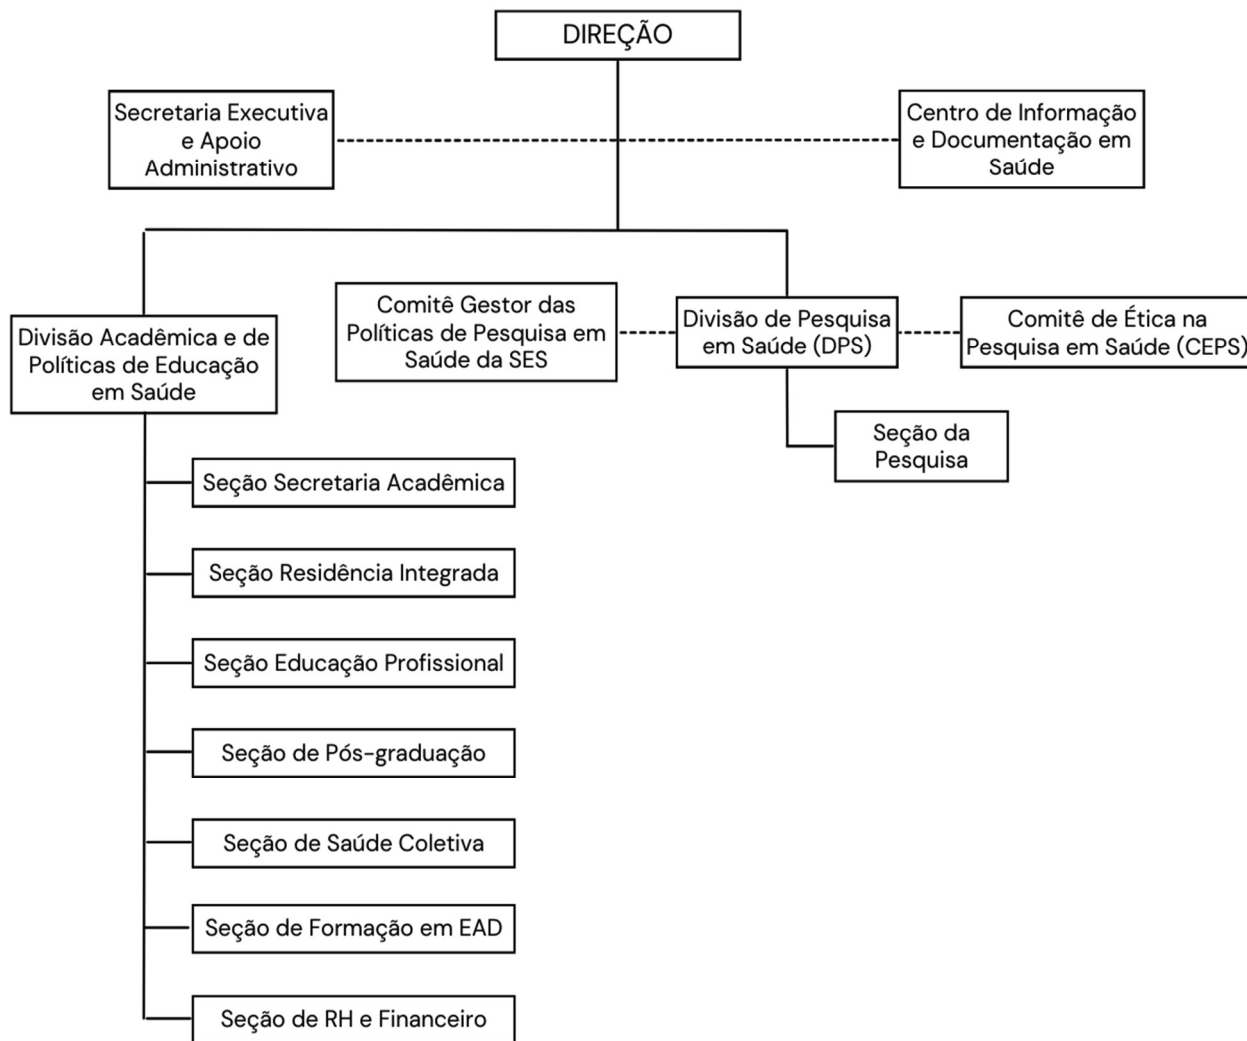 DIREÇÃO
Secretaria Executiva
e Apoio
Administrativo
Centro de Informação
e Documentação em
Saúde
Divisão Acadêmica e de
Políticas de Educação
em Saúde
Comitê Gestor das
Políticas de Pesquisa em
Saúde da SES
Divisão de Pesquisa
em Saúde (DPS)
Comitê de Ética na
Pesquisa em Saúde (CEPS)
Seção da
Pesquisa
Seção Secretaria Acadêmica
Seção Residência Integrada
Seção Educação Profissional
Seção de Pós-graduação
Seção de Saúde Coletiva
Seção de Formação em EAD
Seção de RH e Financeiro